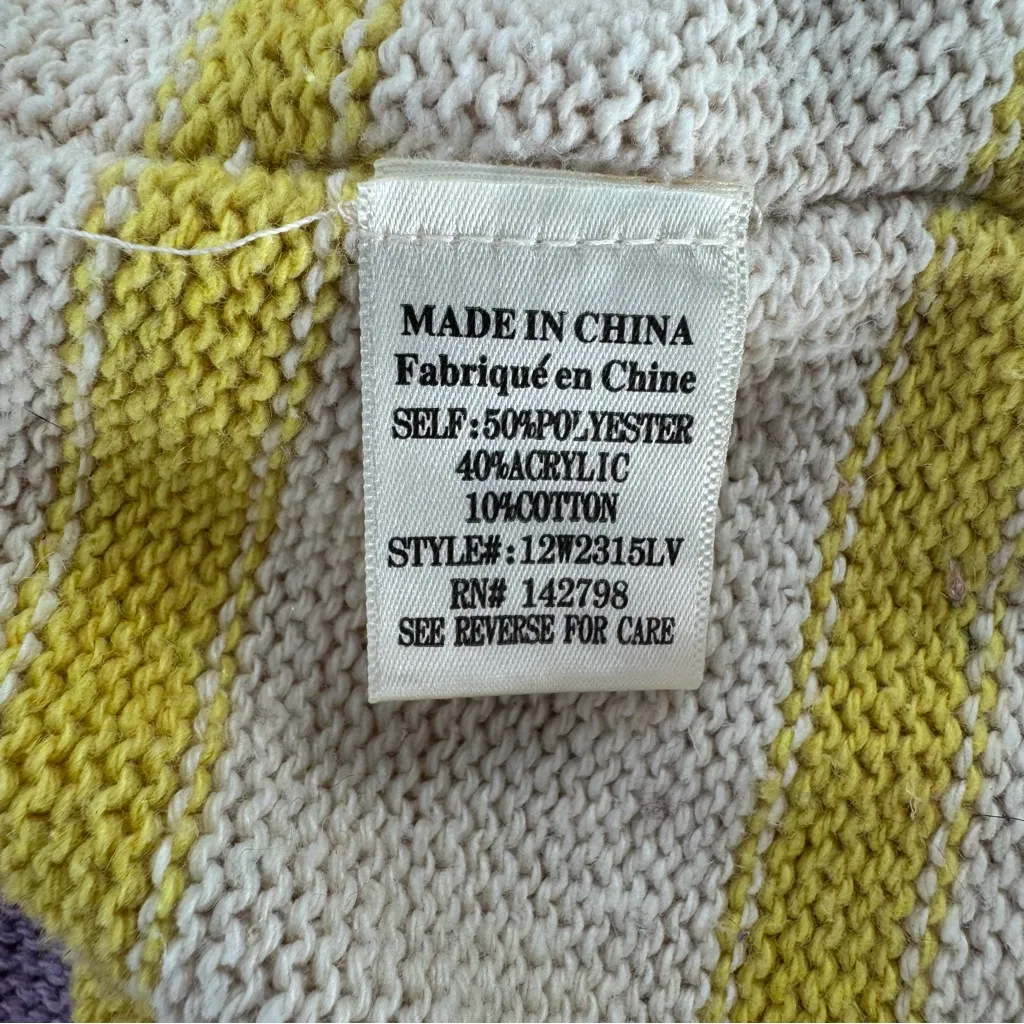 MADE IN CHINA
Fabriqué en Chine
SELF:50%POLYESTER
40%ACRYLIC
10%COTTON
STYLE#:12W2315LV
RN# 142798
SEE REVERSE FOR CARE